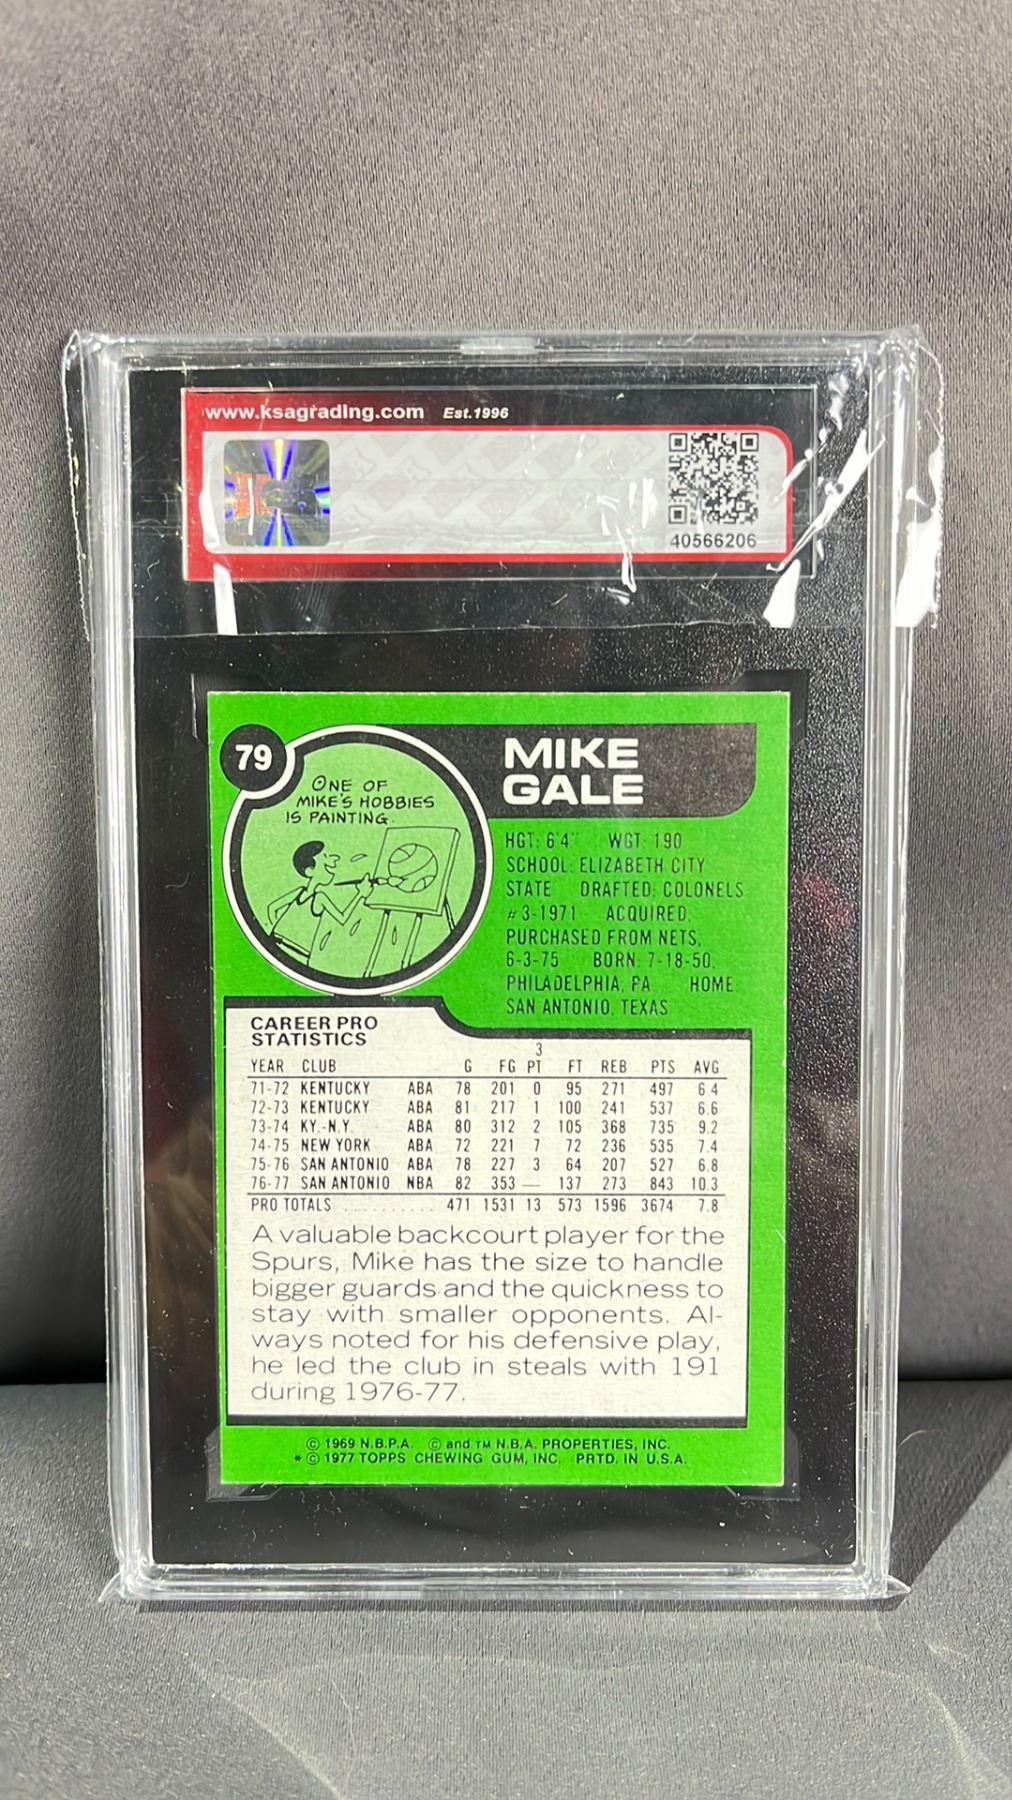 www.ksagrading.com Est.1996
40566206
79
MIKE
GALE
ONE OF
MIKE'S HOBBIES
IS PAINTING.
HGT: 6'4" WGT: 190
SCHOOL: ELIZABETH CITY
STATE DRAFTED: COLONELS
#3-1971 ACQUIRED:
PURCHASED FROM NETS,
6-3-75 BORN: 7-18-50,
PHILADELPHIA, PA HOME:
SAN ANTONIO, TEXAS
CAREER PRO
STATISTICS
YEAR CLUB G FG 3 PT FT REB PTS AVG
71-72 KENTUCKY ABA 78 201 0 95 271 497 6.4
72-73 KENTUCKY ABA 81 217 1 100 241 537 6.6
73-74 KY.-N.Y. ABA 80 312 2 105 368 735 9.2
74-75 NEW YORK ABA 72 221 7 72 236 535 7.4
75-76 SAN ANTONIO ABA 78 227 3 64 207 527 6.8
76-77 SAN ANTONIO NBA 82 353 — 137 273 843 10.3
PRO TOTALS .......... 471 1531 13 573 1596 3674 7.8
A valuable backcourt player for the
Spurs, Mike has the size to handle
bigger guards and the quickness to
stay with smaller opponents. Al-
ways noted for his defensive play,
he led the club in steals with 191
during 1976-77.
© 1969 N.B.P.A. © and TM N.B.A. PROPERTIES, INC.
* © 1977 TOPPS CHEWING GUM, INC. PRTD. IN U.S.A.